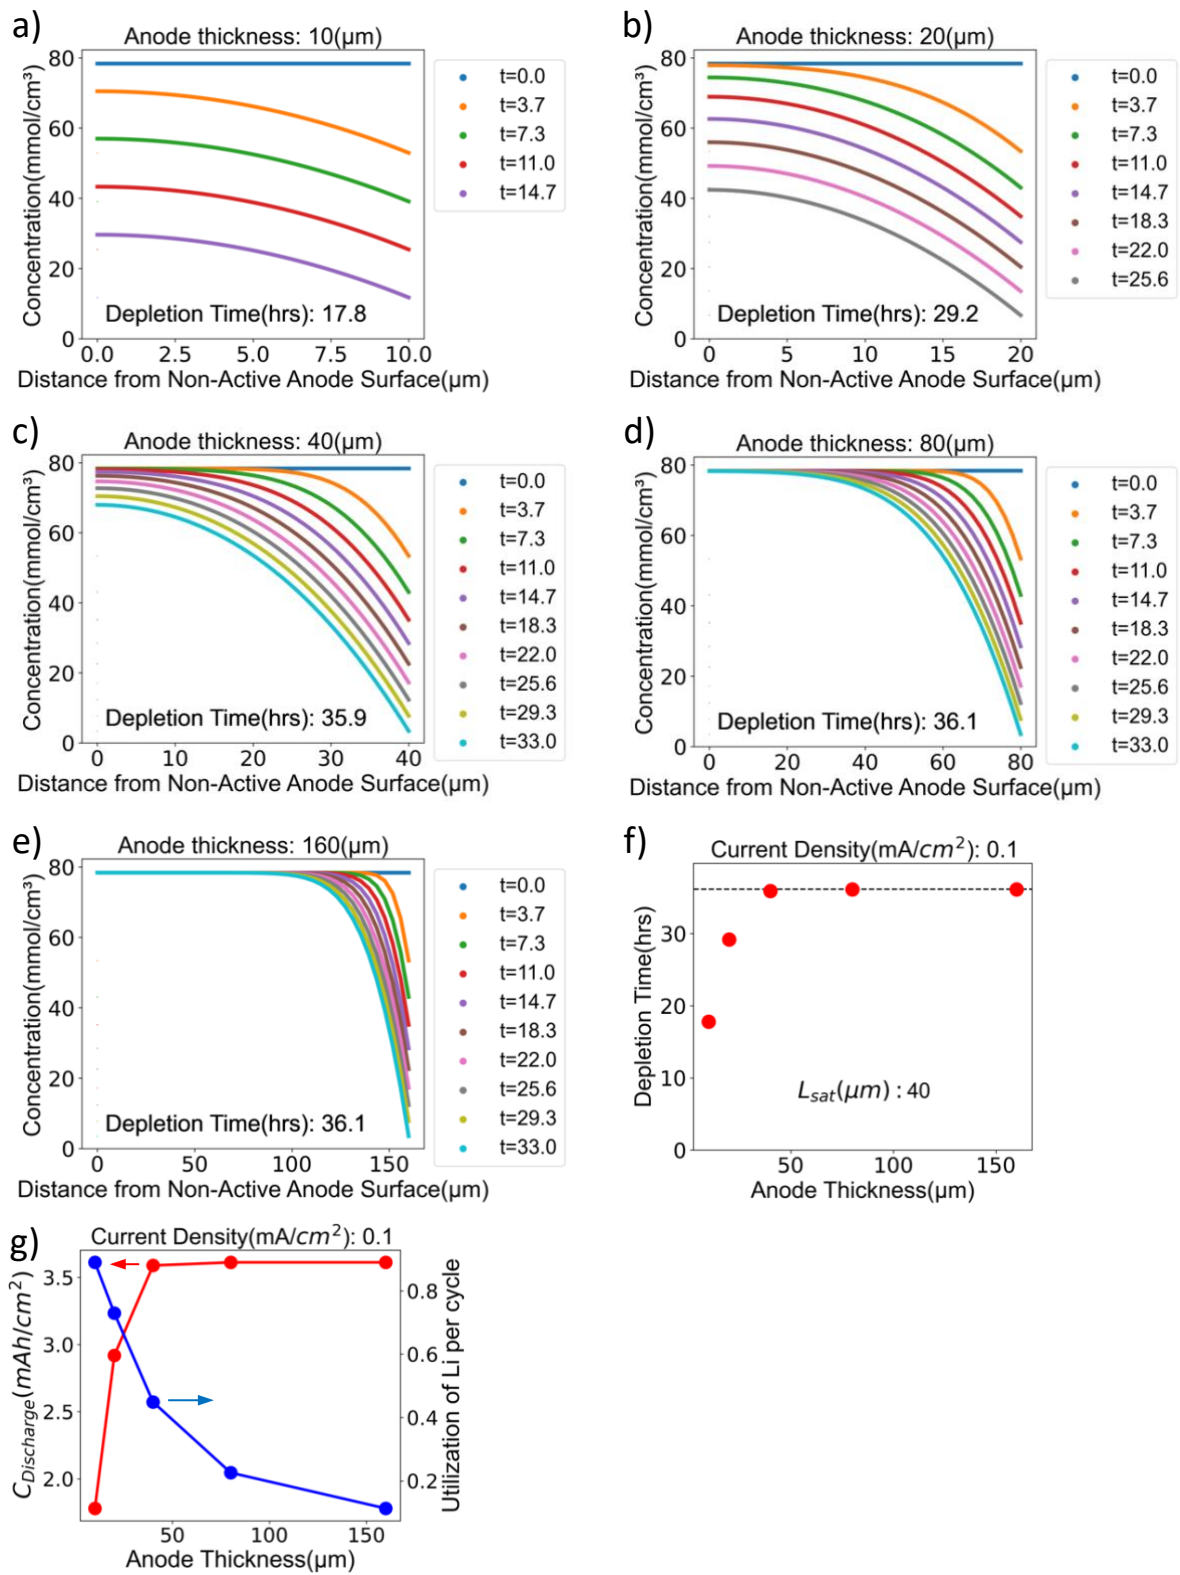 a)
Anode thickness: 10(μm)
Concentration(mmol/cm³)
80
60
40
20
0
0.0 2.5 5.0 7.5 10.0
Distance from Non-Active Anode Surface(μm)
Depletion Time(hrs): 17.8
t=0.0
t=3.7
t=7.3
t=11.0
t=14.7
b)
Anode thickness: 20(μm)
Concentration(mmol/cm³)
80
60
40
20
0
0 5 10 15 20
Distance from Non-Active Anode Surface(μm)
Depletion Time(hrs): 29.2
t=0.0
t=3.7
t=7.3
t=11.0
t=14.7
t=18.3
t=22.0
t=25.6
c)
Anode thickness: 40(μm)
Concentration(mmol/cm³)
80
60
40
20
0
0 10 20 30 40
Distance from Non-Active Anode Surface(μm)
Depletion Time(hrs): 35.9
t=0.0
t=3.7
t=7.3
t=11.0
t=14.7
t=18.3
t=22.0
t=25.6
t=29.3
t=33.0
d)
Anode thickness: 80(μm)
Concentration(mmol/cm³)
80
60
40
20
0
0 20 40 60 80
Distance from Non-Active Anode Surface(μm)
Depletion Time(hrs): 36.1
t=0.0
t=3.7
t=7.3
t=11.0
t=14.7
t=18.3
t=22.0
t=25.6
t=29.3
t=33.0
e)
Anode thickness: 160(μm)
Concentration(mmol/cm³)
80
60
40
20
0
0 50 100 150
Distance from Non-Active Anode Surface(μm)
Depletion Time(hrs): 36.1
t=0.0
t=3.7
t=7.3
t=11.0
t=14.7
t=18.3
t=22.0
t=25.6
t=29.3
t=33.0
f)
Current Density(mA/cm²): 0.1
Depletion Time(hrs)
30
20
10
0
50 100 150
Anode Thickness(μm)
L_sat(μm) : 40
g)
Current Density(mA/cm²): 0.1
C_Discharge(mAh/cm²)
3.5
3.0
2.5
2.0
50 100 150
Anode Thickness(μm)
0.8
0.6
0.4
0.2
Utilization of Li per cycle